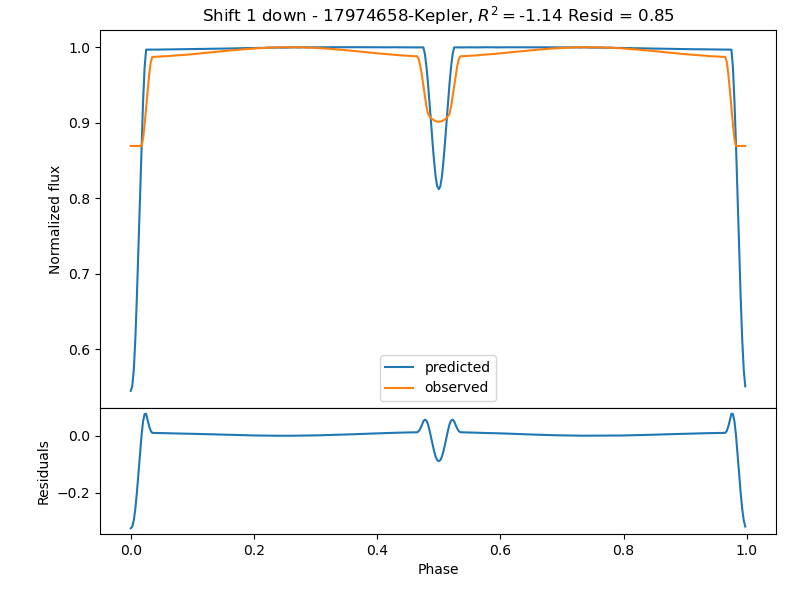 Shift 1 down - 17974658-Kepler, R² = -1.14 Resid = 0.85
1.0
0.9
0.8
0.7
0.6
Normalized flux
predicted
observed
0.0
−0.2
Residuals
0.0 0.2 0.4 0.6 0.8 1.0
Phase